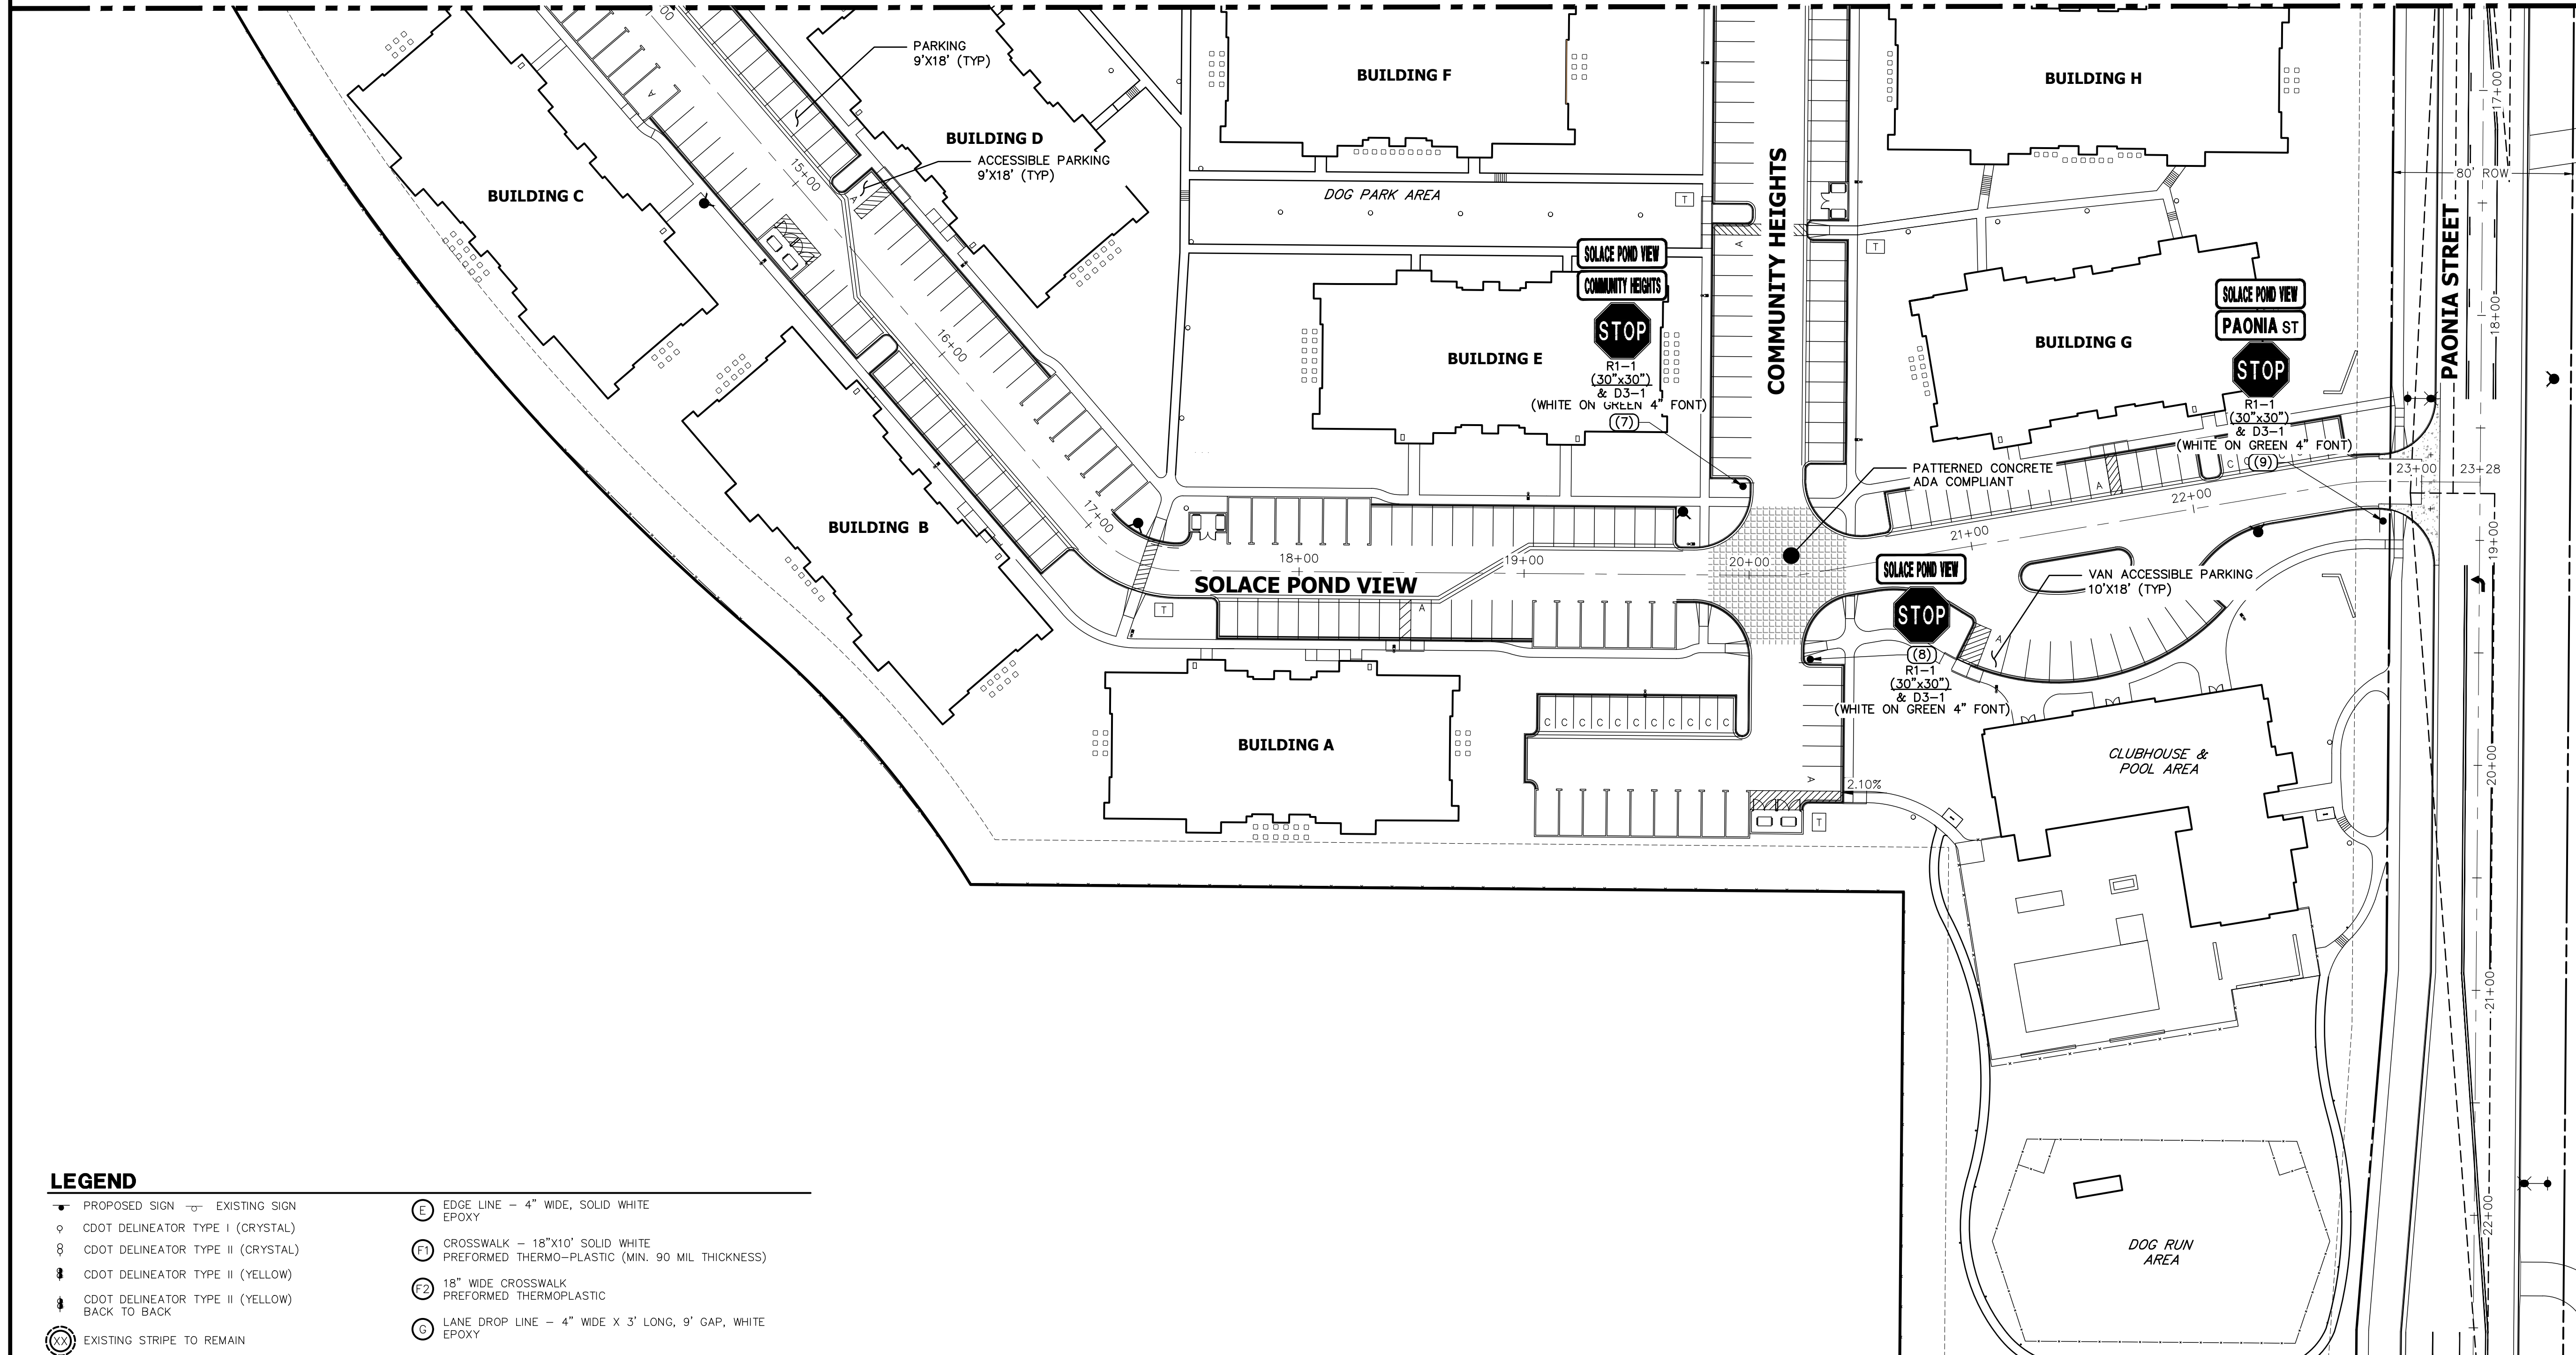 PARKING
9'X18' (TYP)
BUILDING F
BUILDING H
17+00
BUILDING D
ACCESSIBLE PARKING
9'X18' (TYP)
15+00
80' ROW
BUILDING C
DOG PARK AREA
T
A
COMMUNITY HEIGHTS
PAONIA STREET
T
SOLACE POND VIEW
COMMUNITY HEIGHTS
STOP
R1-1
(30"x30")
& D3-1
(WHITE ON GREEN 4" FONT)
(7)
SOLACE POND VIEW
PAONIA ST
STOP
R1-1
(30"x30")
& D3-1
(WHITE ON GREEN 4" FONT)
(9)
18+00
16+00
BUILDING E
BUILDING G
PATTERNED CONCRETE
ADA COMPLIANT
23+00
23+28
A
22+00
17+00
BUILDING B
21+00
19+00
18+00
19+00
20+00
SOLACE POND VIEW
T
A
SOLACE POND VIEW
STOP
(8)
R1-1
(30"x30")
& D3-1
(WHITE ON GREEN 4" FONT)
VAN ACCESSIBLE PARKING
10'X18' (TYP)
A
BUILDING A
C C C C C C C C C C C
A
2.10%
T
CLUBHOUSE &
POOL AREA
20+00
21+00
22+00
DOG RUN
AREA
LEGEND
PROPOSED SIGN
EXISTING SIGN
CDOT DELINEATOR TYPE I (CRYSTAL)
CDOT DELINEATOR TYPE II (CRYSTAL)
CDOT DELINEATOR TYPE II (YELLOW)
CDOT DELINEATOR TYPE II (YELLOW)
BACK TO BACK
XX EXISTING STRIPE TO REMAIN
E EDGE LINE – 4" WIDE, SOLID WHITE
EPOXY
F1 CROSSWALK – 18"X10' SOLID WHITE
PREFORMED THERMO-PLASTIC (MIN. 90 MIL THICKNESS)
F2 18" WIDE CROSSWALK
PREFORMED THERMOPLASTIC
G LANE DROP LINE – 4" WIDE X 3' LONG, 9' GAP, WHITE
EPOXY